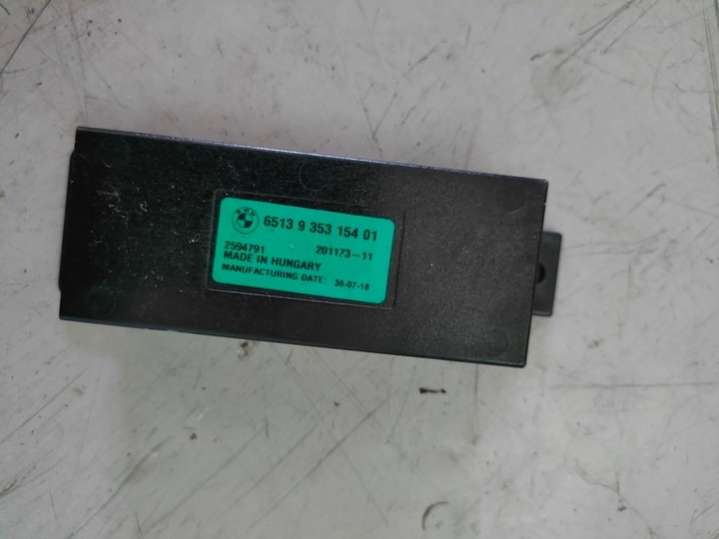 6513 9 353 154 01
2594791 201173-11
MADE IN HUNGARY
MANUFACTURING DATE: 30-07-18